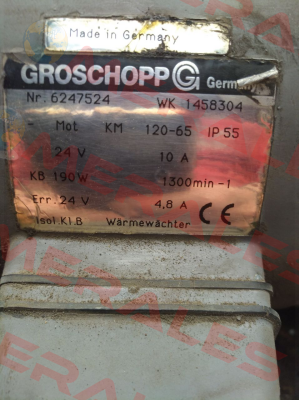 Made in Germany
GROSCHOPP G Germany
Nr. 6247524 WK 1458304
- Mot KM 120-65 IP 55
24 V 10 A
KB 190W 1300min-1
Err. 24 V 4,8 A
Isol Kl.B Wärmewächter CE